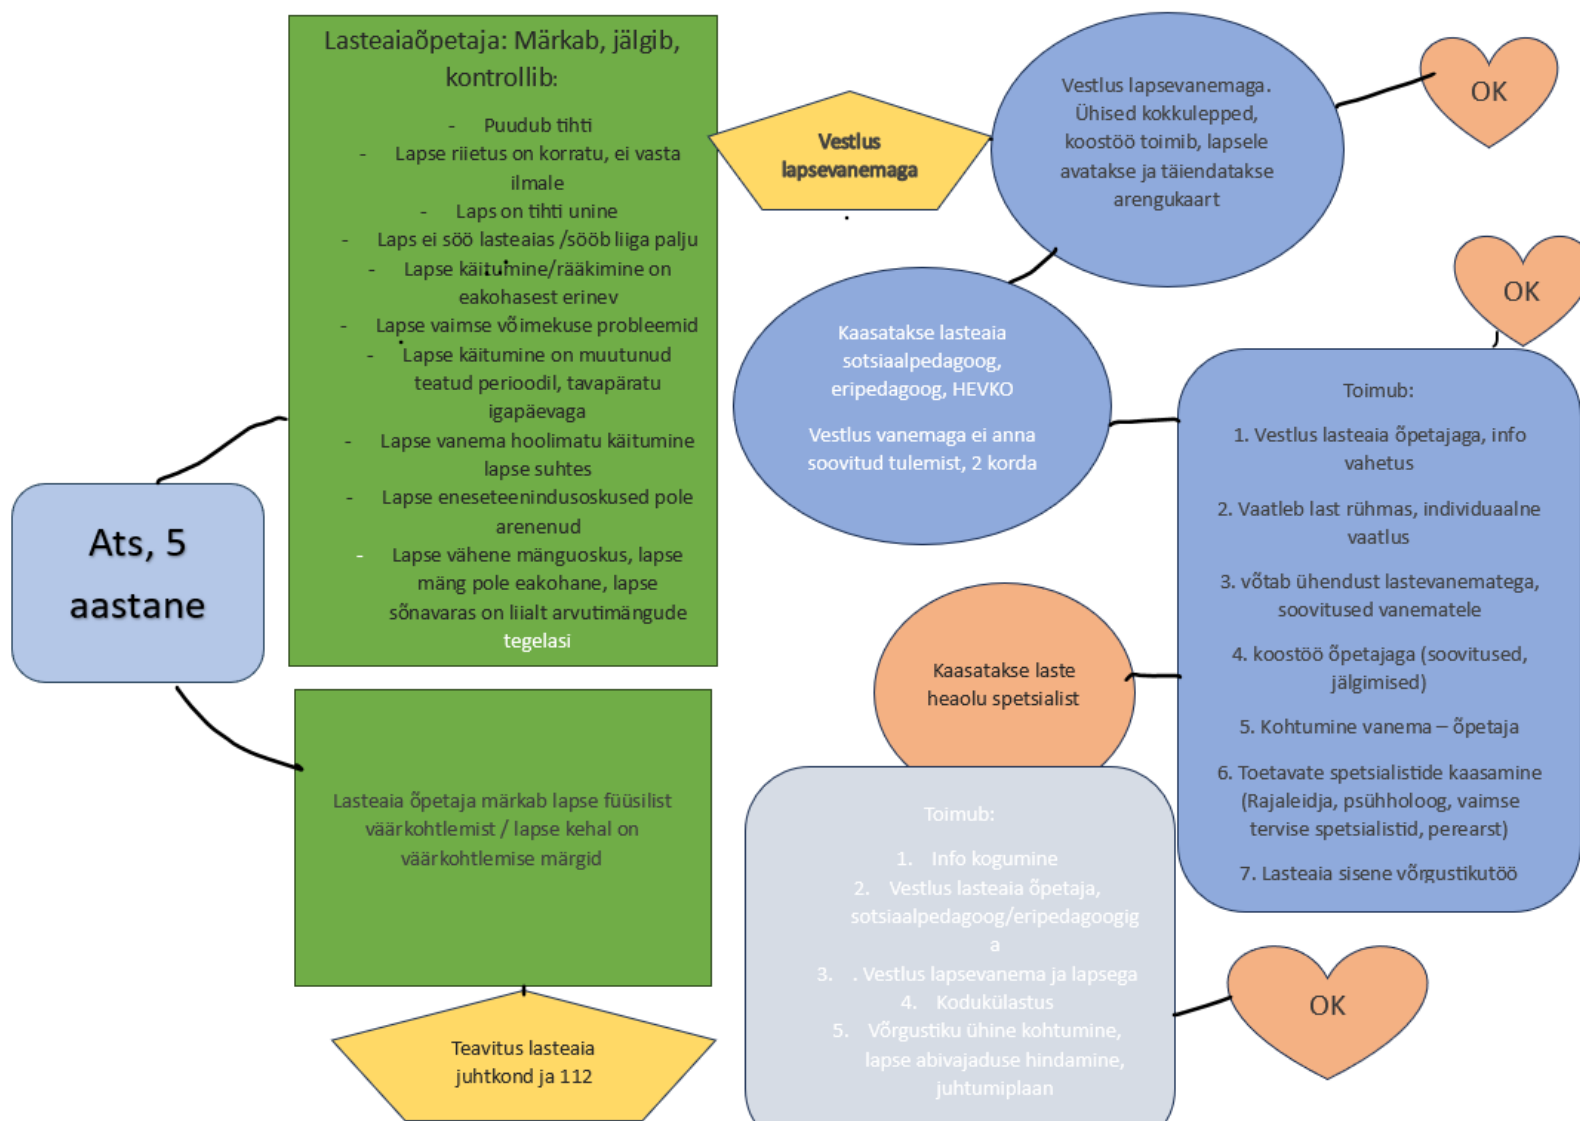 Ats, 5
aastane
Lasteaiaõpetaja: Märkab, jälgib,
kontrollib:
- Puudub tihti
- Lapse riietus on korratu, ei vasta
ilmale
- Laps on tihti unine
- Laps ei söö lasteaias /sööb liiga palju
- Lapse käitumine/rääkimine on
eakohasest erinev
- Lapse vaimse võimekuse probleemid
- Lapse käitumine on muutunud
teatud perioodil, tavapäratu
igapäevaga
- Lapse vanema hoolimatu käitumine
lapse suhtes
- Lapse eneseteenindusoskused pole
arenenud
- Lapse vähene mänguoskus, lapse
mäng pole eakohane, lapse
sõnavaras on liialt arvutimängude
tegelasi
Vestlus
lapsevanemaga
Vestlus lapsevanemaga.
Ühised kokkulepped,
koostöö toimib, lapsele
avatakse ja täiendatakse
arengukaart
OK
Kaasatakse lasteaia
sotsiaalpedagoog,
eripedagoog, HEVKO
Vestlus vanemaga ei anna
soovitud tulemist, 2 korda
OK
Toimub:
1. Vestlus lasteaia õpetajaga, info
vahetus
2. Vaatleb last rühmas, individuaalne
vaatlus
3. võtab ühendust lastevanematega,
soovitused vanematele
4. koostöö õpetajaga (soovitused,
jälgimised)
5. Kohtumine vanema – õpetaja
6. Toetavate spetsialistide kaasamine
(Rajaleidja, psühholoog, vaimse
tervise spetsialistid, perearst)
7. Lasteaia sisene võrgustikutöö
Kaasatakse laste
heaolu spetsialist
Toimub:
1. Info kogumine
2. Vestlus lasteaia õpetaja,
sotsiaalpedagoog/eripedagoogig
a
3. . Vestlus lapsevanema ja lapsega
4. Kodukülastus
5. Võrgustiku ühine kohtumine,
lapse abivajaduse hindamine,
juhtumiplaan
OK
Lasteaia õpetaja märkab lapse füüsilist
väärkohtlemist / lapse kehal on
väärkohtlemise märgid
Teavitus lasteaia
juhtkond ja 112